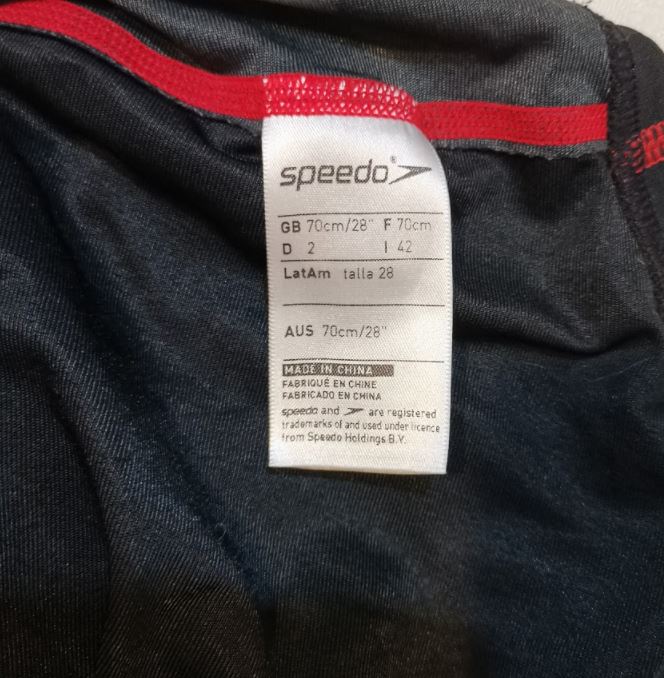 speedo®
GB 70cm/28" F 70cm
D 2 I 42
LatAm talla 28
AUS 70cm/28"
MADE IN CHINA
FABRIQUÉ EN CHINE
FABRICADO EN CHINA
speedo and are registered
trademarks of and used under licence
from Speedo Holdings B.V.